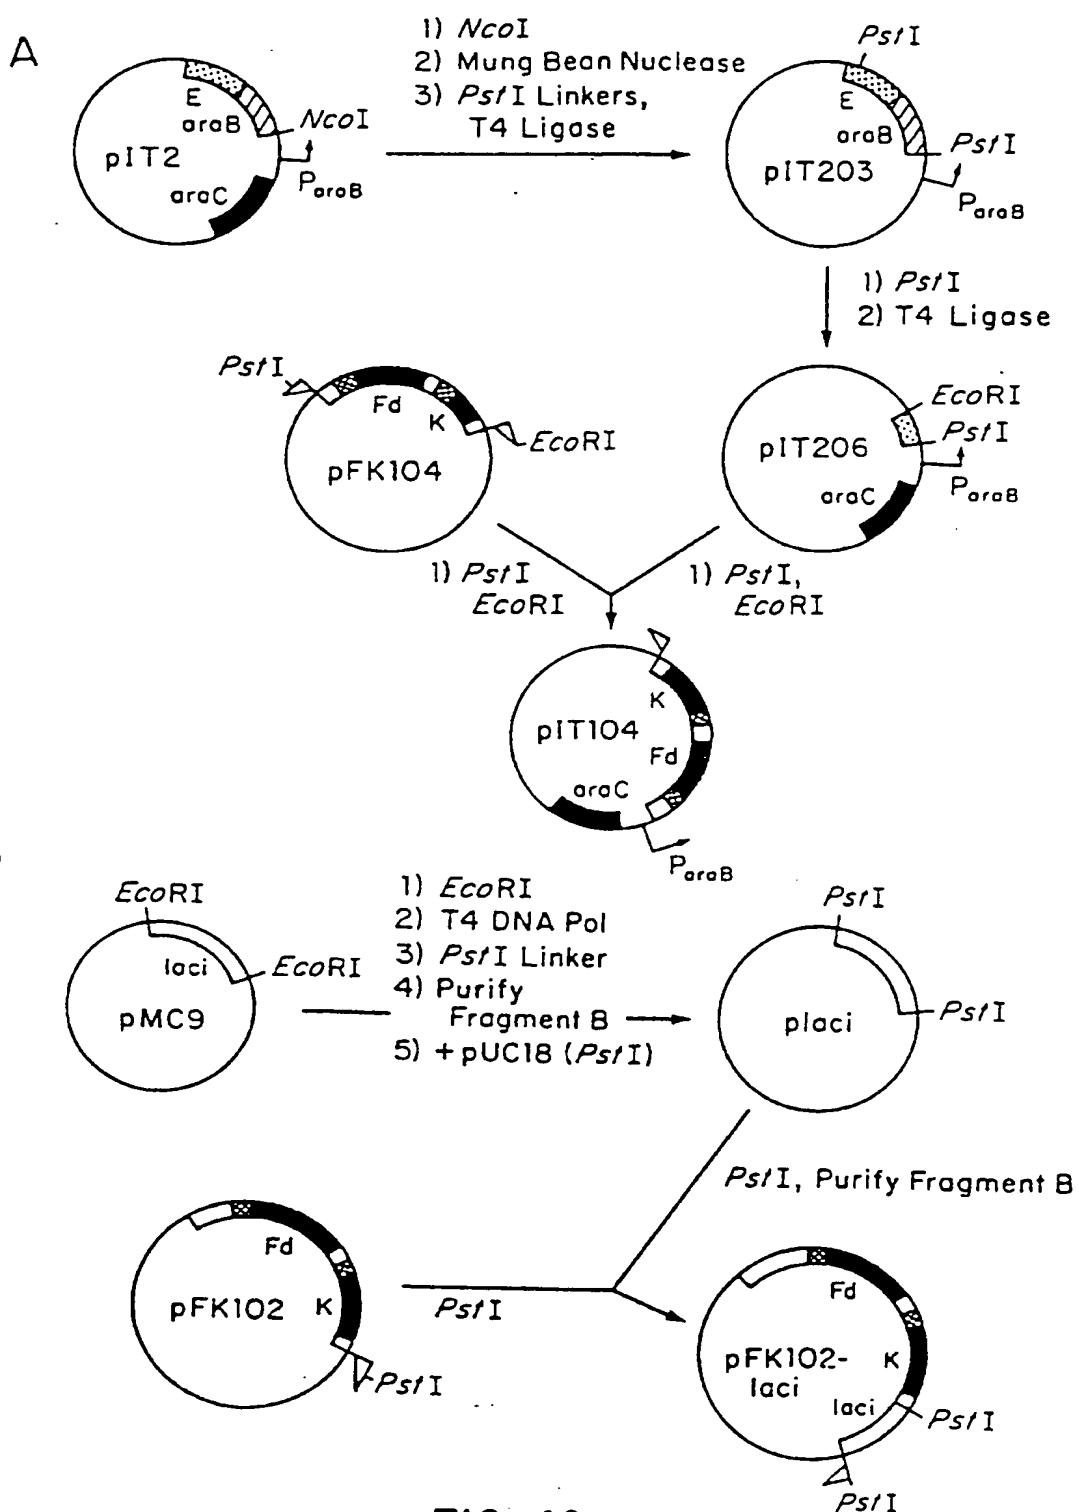 A
1) NcoI
2) Mung Bean Nuclease
3) PstI Linkers,
T4 Ligase
E
araB
NcoI
pIT2
araC
ParaB
PstI
E
araB
PstI
pIT203
ParaB
1) PstI
2) T4 Ligase
PstI
Fd
K
EcoRI
pFK104
EcoRI
PstI
pIT206
araC
ParaB
1) PstI
EcoRI
1) PstI,
EcoRI
K
pIT104
Fd
araC
ParaB
EcoRI
laci
EcoRI
pMC9
1) EcoRI
2) T4 DNA Pol
3) PstI Linker
4) Purify
Fragment B
5) +pUC18 (PstI)
PstI
PstI
placi
PstI, Purify Fragment B
Fd
pFK102
K
PstI
PstI
Fd
pFK102-
laci
K
laci
PstI
PstI